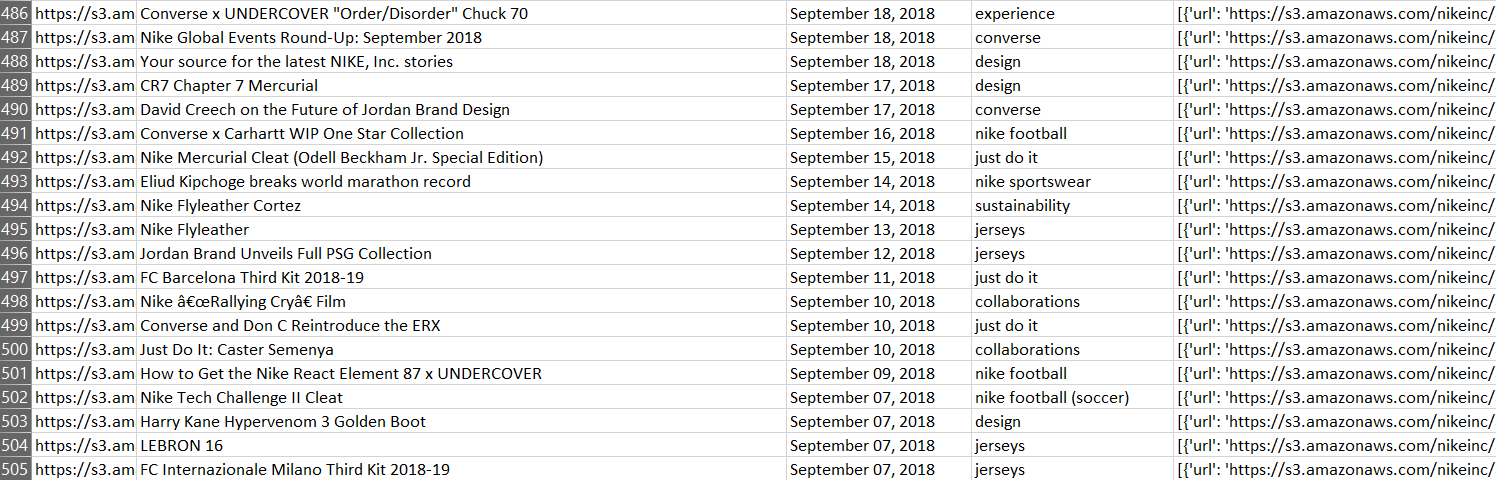 486 https://s3.am Converse x UNDERCOVER "Order/Disorder" Chuck 70 September 18, 2018 experience [{'url': 'https://s3.amazonaws.com/nikeinc/
487 https://s3.am Nike Global Events Round-Up: September 2018 September 18, 2018 converse [{'url': 'https://s3.amazonaws.com/nikeinc/
488 https://s3.am Your source for the latest NIKE, Inc. stories September 18, 2018 design [{'url': 'https://s3.amazonaws.com/nikeinc/
489 https://s3.am CR7 Chapter 7 Mercurial September 17, 2018 design [{'url': 'https://s3.amazonaws.com/nikeinc/
490 https://s3.am David Creech on the Future of Jordan Brand Design September 17, 2018 converse [{'url': 'https://s3.amazonaws.com/nikeinc/
491 https://s3.am Converse x Carhartt WIP One Star Collection September 16, 2018 nike football [{'url': 'https://s3.amazonaws.com/nikeinc/
492 https://s3.am Nike Mercurial Cleat (Odell Beckham Jr. Special Edition) September 15, 2018 just do it [{'url': 'https://s3.amazonaws.com/nikeinc/
493 https://s3.am Eliud Kipchoge breaks world marathon record September 14, 2018 nike sportswear [{'url': 'https://s3.amazonaws.com/nikeinc/
494 https://s3.am Nike Flyleather Cortez September 14, 2018 sustainability [{'url': 'https://s3.amazonaws.com/nikeinc/
495 https://s3.am Nike Flyleather September 13, 2018 jerseys [{'url': 'https://s3.amazonaws.com/nikeinc/
496 https://s3.am Jordan Brand Unveils Full PSG Collection September 12, 2018 jerseys [{'url': 'https://s3.amazonaws.com/nikeinc/
497 https://s3.am FC Barcelona Third Kit 2018-19 September 11, 2018 just do it [{'url': 'https://s3.amazonaws.com/nikeinc/
498 https://s3.am Nike â€œRallying Cryâ€ Film September 10, 2018 collaborations [{'url': 'https://s3.amazonaws.com/nikeinc/
499 https://s3.am Converse and Don C Reintroduce the ERX September 10, 2018 just do it [{'url': 'https://s3.amazonaws.com/nikeinc/
500 https://s3.am Just Do It: Caster Semenya September 10, 2018 collaborations [{'url': 'https://s3.amazonaws.com/nikeinc/
501 https://s3.am How to Get the Nike React Element 87 x UNDERCOVER September 09, 2018 nike football [{'url': 'https://s3.amazonaws.com/nikeinc/
502 https://s3.am Nike Tech Challenge II Cleat September 07, 2018 nike football (soccer) [{'url': 'https://s3.amazonaws.com/nikeinc/
503 https://s3.am Harry Kane Hypervenom 3 Golden Boot September 07, 2018 design [{'url': 'https://s3.amazonaws.com/nikeinc/
504 https://s3.am LEBRON 16 September 07, 2018 jerseys [{'url': 'https://s3.amazonaws.com/nikeinc/
505 https://s3.am FC Internazionale Milano Third Kit 2018-19 September 07, 2018 jerseys [{'url': 'https://s3.amazonaws.com/nikeinc/